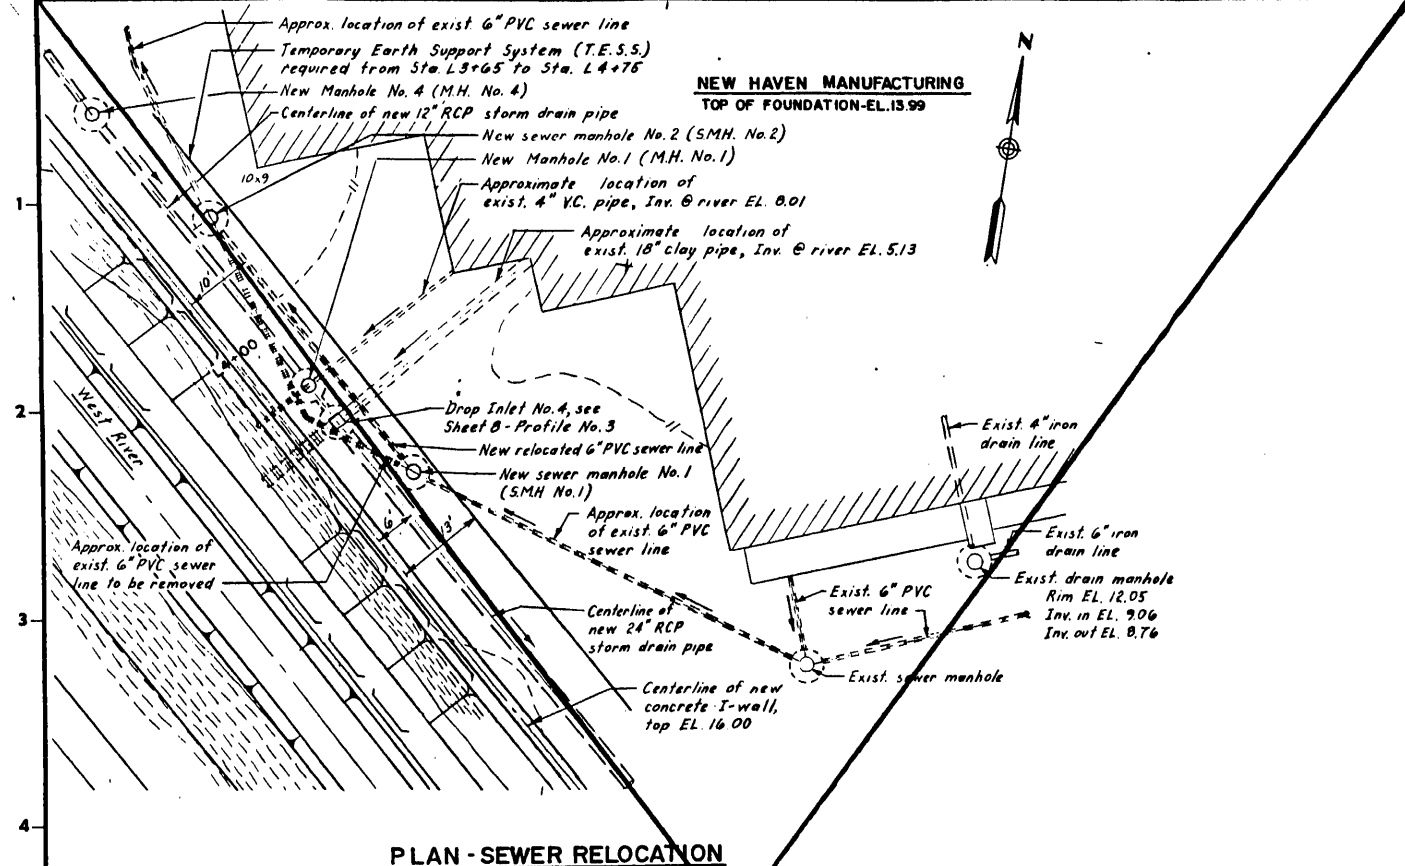 Approx. location of exist. 6" PVC sewer line
Temporary Earth Support System (T.E.S.S.)
required from Sta. L3+65 to Sta. L4+75
New Manhole No. 4 (M.H. No. 4)
Centerline of new 12" RCP storm drain pipe
New sewer manhole No. 2 (S.MH. No. 2)
New Manhole No. 1 (M.H. No. 1)
Approximate location of
exist. 4" V.C. pipe, Inv. @ river EL. 8.01
Approximate location of
exist. 18" clay pipe, Inv. @ river EL. 5.13
NEW HAVEN MANUFACTURING
TOP OF FOUNDATION-EL.13.99
N
10x9
1
10'
+00
West River
2
Drop Inlet No. 4, see
Sheet 8 - Profile No. 3
New relocated 6" PVC sewer line
New sewer manhole No. 1
(S.M.H No. 1)
Exist. 4" iron
drain line
Approx. location
of exist. 6" PVC
sewer line
6'
13'
Approx. location of
exist. 6" PVC sewer
line to be removed
Exist. 6" iron
drain line
Exist. drain manhole
Rim EL. 12.05
Inv. in EL. 9.06
Inv. out EL. 8.76
Exist. 6" PVC
sewer line
3
Centerline of
new 24" RCP
storm drain pipe
Exist. sewer manhole
Centerline of new
concrete I-wall,
top EL. 16.00
4
PLAN - SEWER RELOCATION